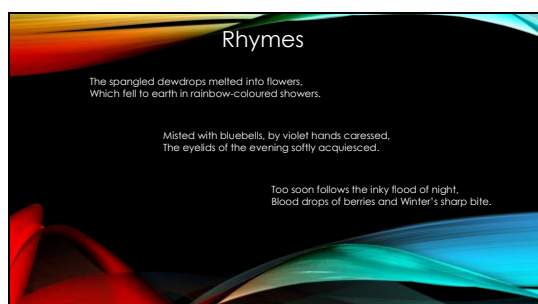 Rhymes
The spangled dewdrops melted into flowers,
Which fell to earth in rainbow-coloured showers.
Misted with bluebells, by violet hands caressed,
The eyelids of the evening softly acquiesced.
Too soon follows the inky flood of night,
Blood drops of berries and Winter's sharp bite.